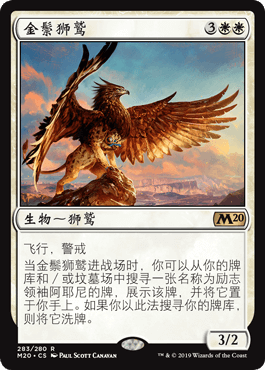 金鬃狮鹫 3
生物～狮鹫 M20
飞行，警戒
当金鬃狮鹫进战场时，你可以从你的牌
库和／或坟墓场中搜寻一张名称为励志
领袖阿耶尼的牌，展示该牌，并将它置
于你手上。如果你以此法搜寻你的牌库，
则将它洗牌。
3/2
283/280 R
M20 • CS PAUL SCOTT CANAVAN ™ & © 2019 Wizards of the Coast